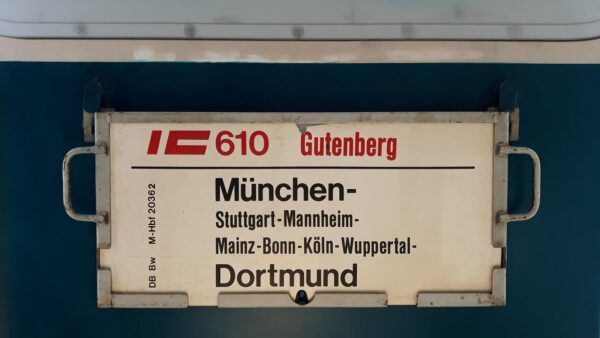 IC 610 Gutenberg
München-
Stuttgart-Mannheim-
Mainz-Bonn-Köln-Wuppertal-
Dortmund
DB Bw M-Hbf 20362